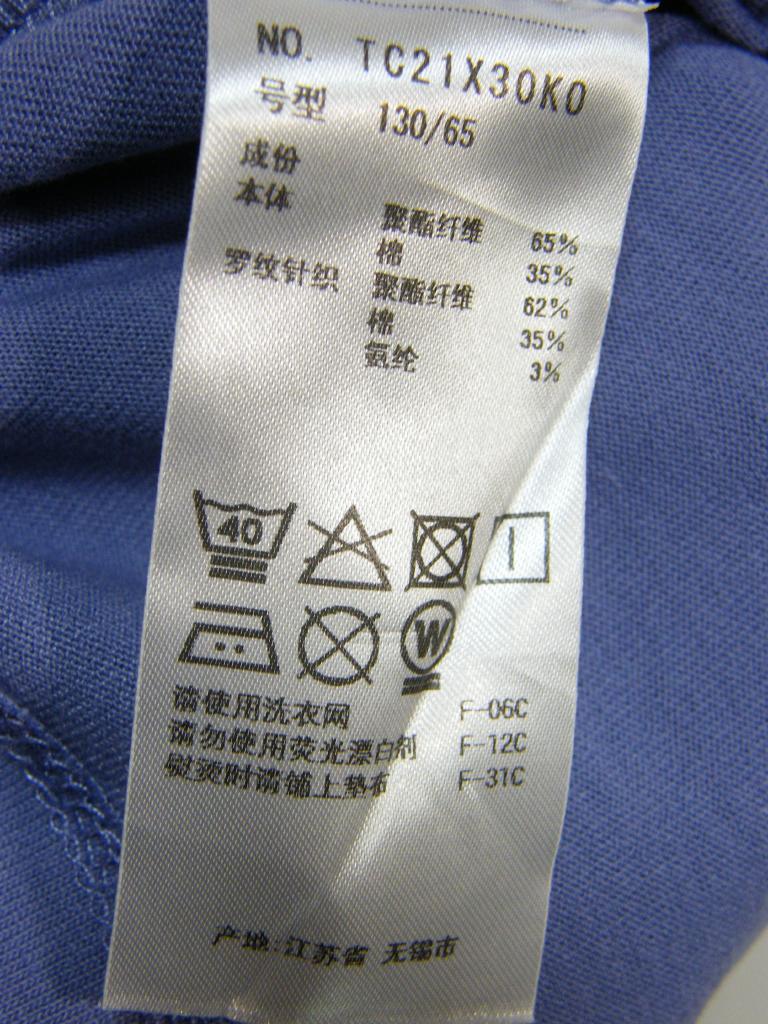 NO. TC21X30K0
号型 130/65
成份
本体 聚酯纤维 65%
棉 35%
罗纹针织 聚酯纤维 62%
棉 35%
氨纶 3%
40
W
请使用洗衣网 F-06C
请勿使用荧光漂白剂 F-12C
熨烫时请铺上垫布 F-31C
产地:江苏省 无锡市